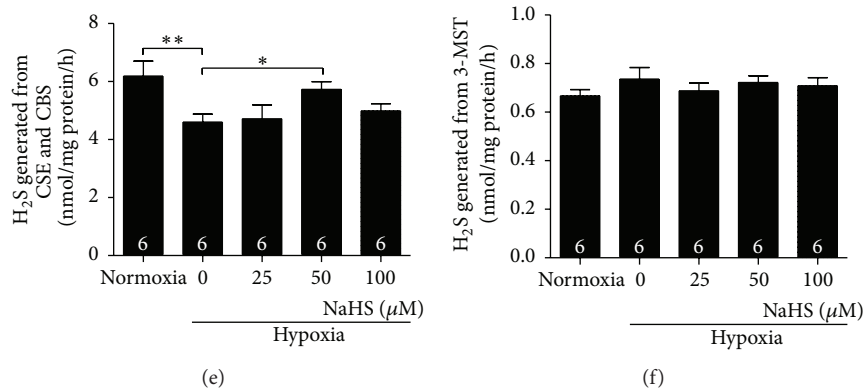 H₂S generated from
CSE and CBS
(nmol/mg protein/h)
8
6
4
2
0
**
*
6 6 6 6 6
Normoxia 0 25 50 100
NaHS (μM)
Hypoxia
(e)
H₂S generated from 3-MST
(nmol/mg protein/h)
1.0
0.8
0.6
0.4
0.2
0.0
6 6 6 6 6
Normoxia 0 25 50 100
NaHS (μM)
Hypoxia
(f)